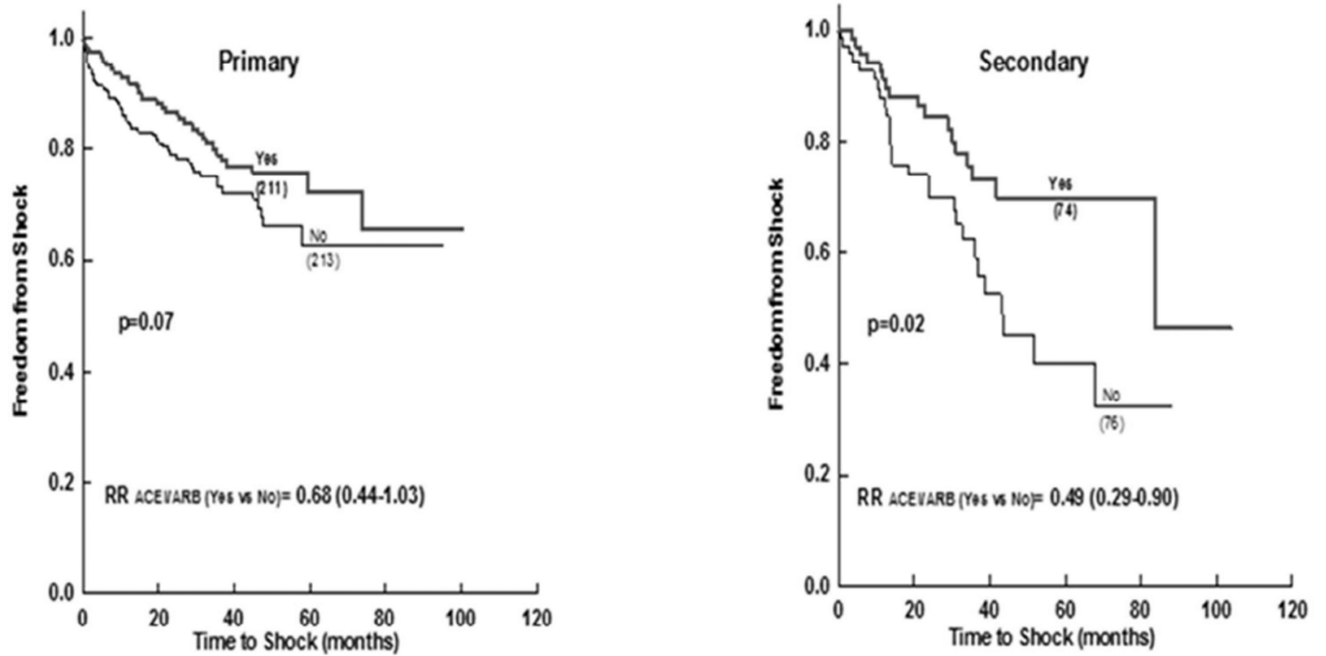 Primary
Freedom from Shock
1.0
0.8
0.6
0.4
0.2
0.0
Yes
(211)
No
(213)
p=0.07
RR ACEI/ARB (Yes vs No)= 0.68 (0.44-1.03)
0 20 40 60 80 100 120
Time to Shock (months)
Secondary
Freedom from Shock
1.0
0.8
0.6
0.4
0.2
0.0
Yes
(74)
p=0.02
No
(76)
RR ACEI/ARB (Yes vs No)= 0.49 (0.29-0.90)
0 20 40 60 80 100 120
Time to Shock (months)